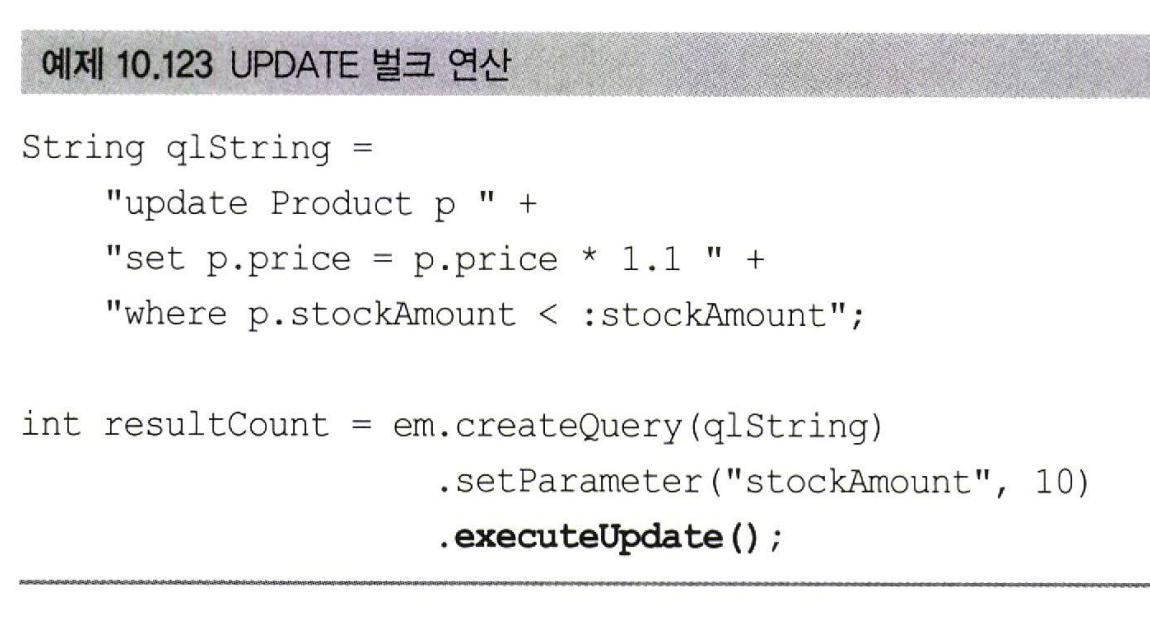 예제 10.123 UPDATE 벌크 연산
String qlString =
    "update Product p " +
    "set p.price = p.price * 1.1 " +
    "where p.stockAmount < :stockAmount";
int resultCount = em.createQuery(qlString)
                    .setParameter("stockAmount", 10)
                    .executeUpdate();